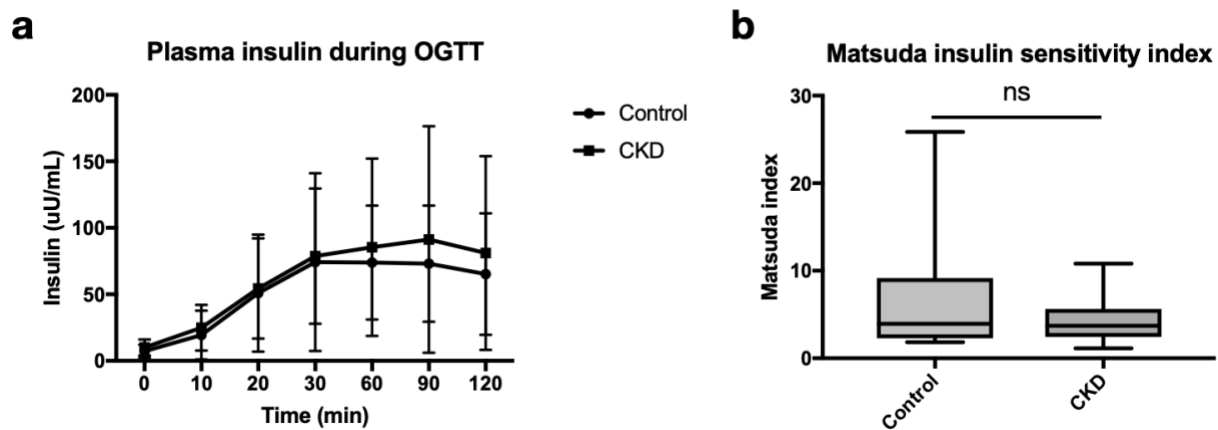 a
Plasma insulin during OGTT
200
150
100
50
0
Insulin (uU/mL)
0 10 20 30 60 90 120
Time (min)
Control
CKD
b
Matsuda insulin sensitivity index
ns
30
20
10
0
Matsuda index
Control
CKD